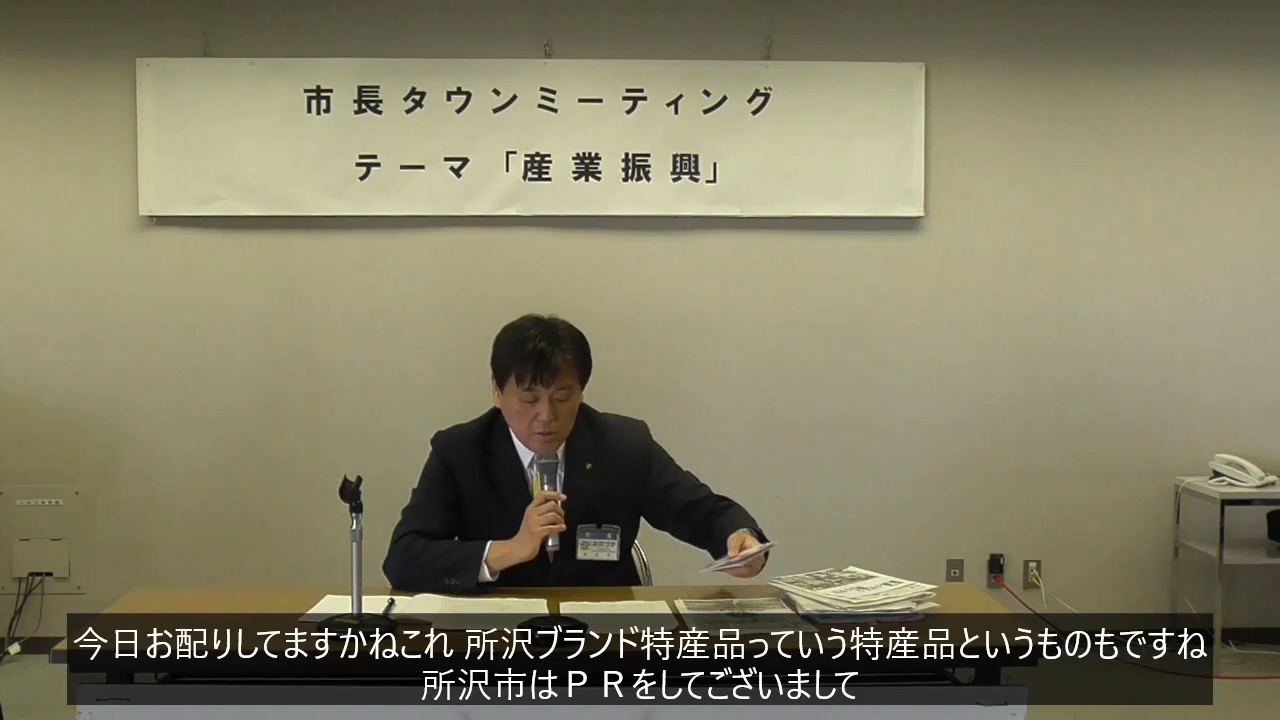 市長タウンミーティング
テーマ「産業振興」
今日お配りしてますかねこれ 所沢ブランド特産品っていう特産品というものもですね
所沢市はＰＲをしてございまして